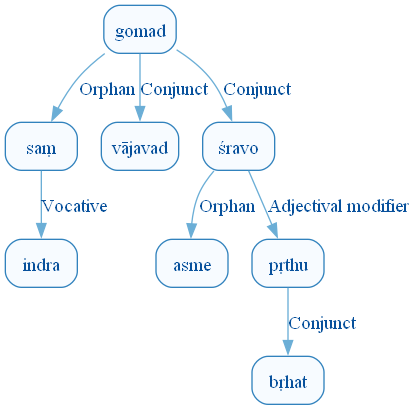 gomad
Orphan Conjunct Conjunct
saṃ vājavad śravo
Vocative Orphan Adjectival modifier
indra asme pṛthu
Conjunct
bṛhat